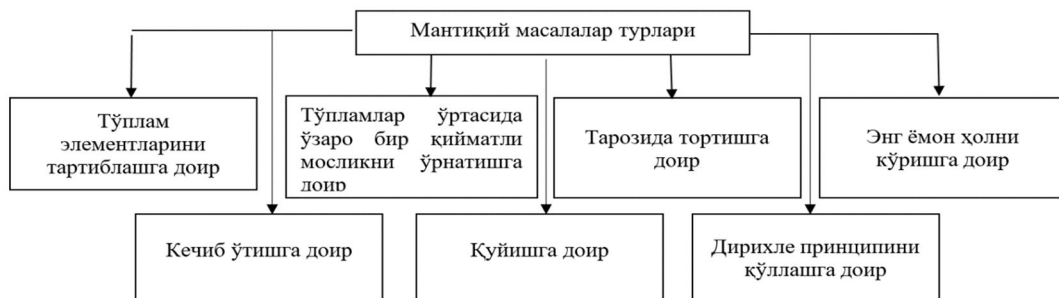 Мантиқий масалалар турлари
Тўплам
элементларини
тартиблашга доир
Тўпламлар ўртасида
ўзаро бир қийматли
мосликни ўрнатишга
доир
Тарозида тортишга
доир
Энг ёмон ҳолни
кўришга доир
Кечиб ўтишга доир
Қуйишга доир
Дирихле принципини
қўллашга доир